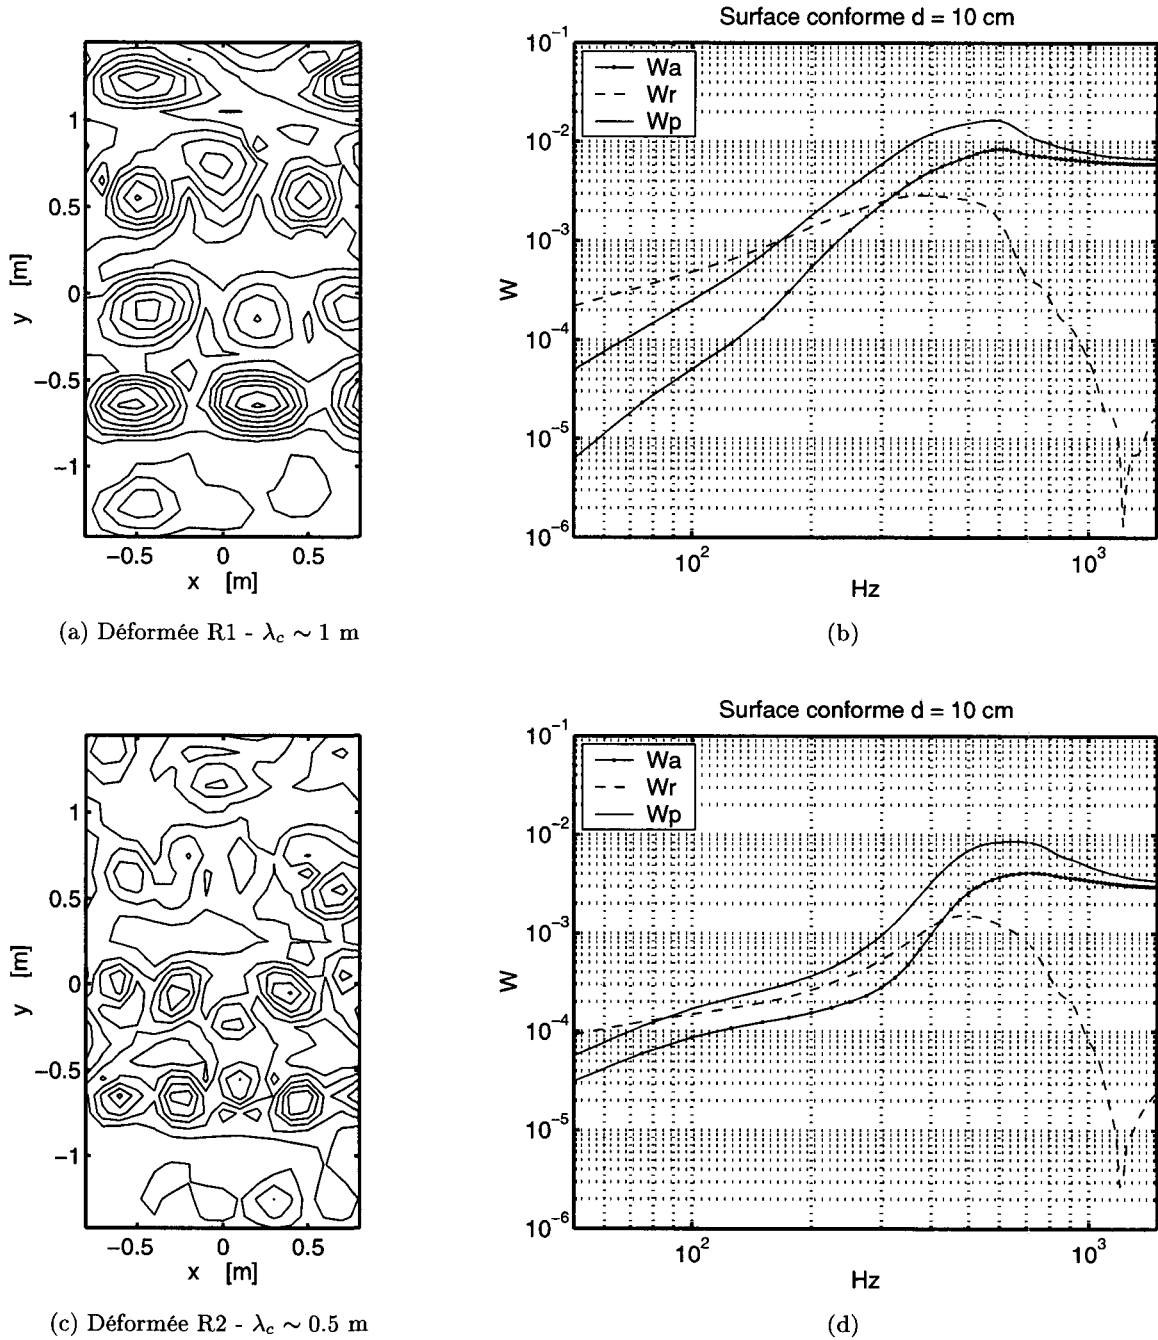 Surface conforme d = 10 cm
10^-1
10^-2
10^-3
10^-4
10^-5
10^-6
W
Wa
Wr
Wp
10^2
10^3
Hz
1
0.5
0
−0.5
−1
y [m]
−0.5
0
0.5
x [m]
(a) Déformée R1 - λc ∼ 1 m
(b)
Surface conforme d = 10 cm
10^-1
10^-2
10^-3
10^-4
10^-5
10^-6
W
Wa
Wr
Wp
10^2
10^3
Hz
1
0.5
0
−0.5
−1
y [m]
−0.5
0
0.5
x [m]
(c) Déformée R2 - λc ∼ 0.5 m
(d)